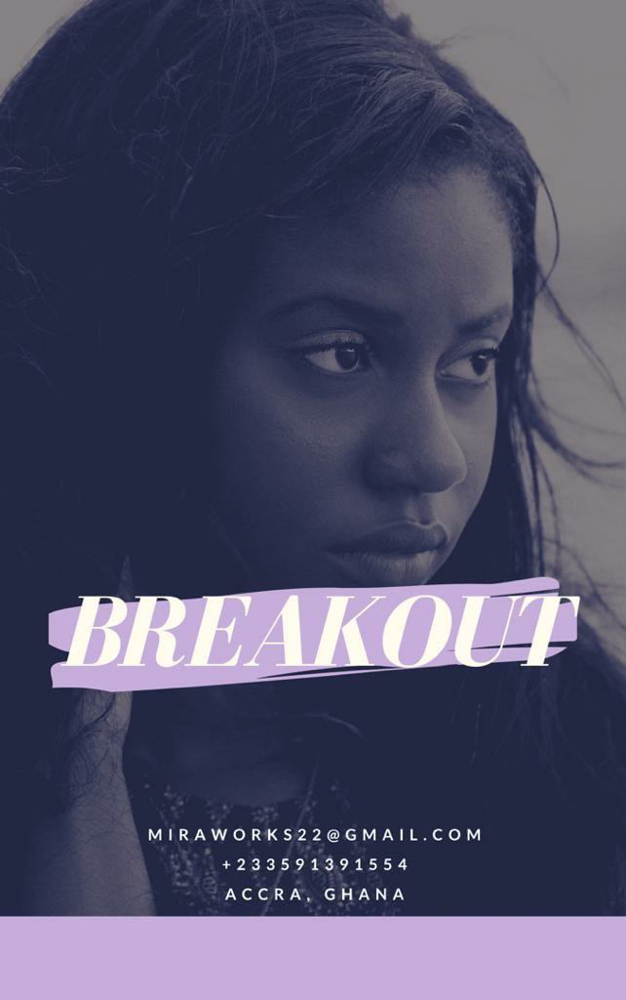 BREAKOUT
MIRAWORKS22@GMAIL.COM
+233591391554
ACCRA, GHANA